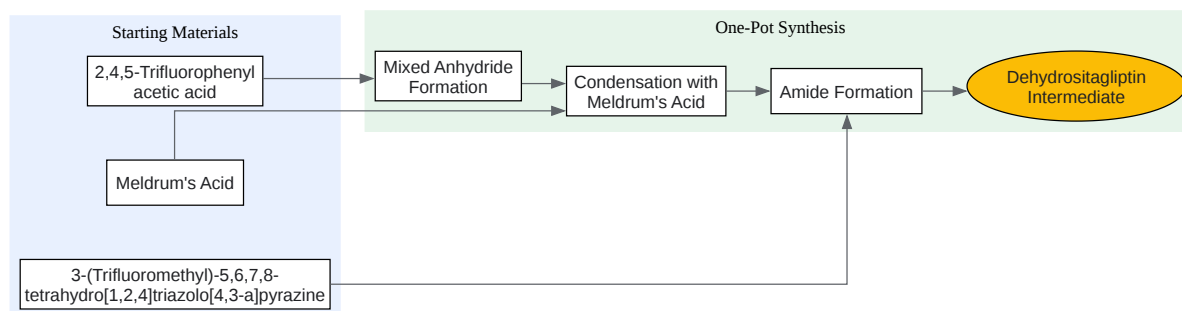 Starting Materials
One-Pot Synthesis
2,4,5-Trifluorophenyl
acetic acid
Mixed Anhydride
Formation
Condensation with
Meldrum's Acid
Amide Formation
Dehydrositagliptin
Intermediate
Meldrum's Acid
3-(Trifluoromethyl)-5,6,7,8-
tetrahydro[1,2,4]triazolo[4,3-a]pyrazine